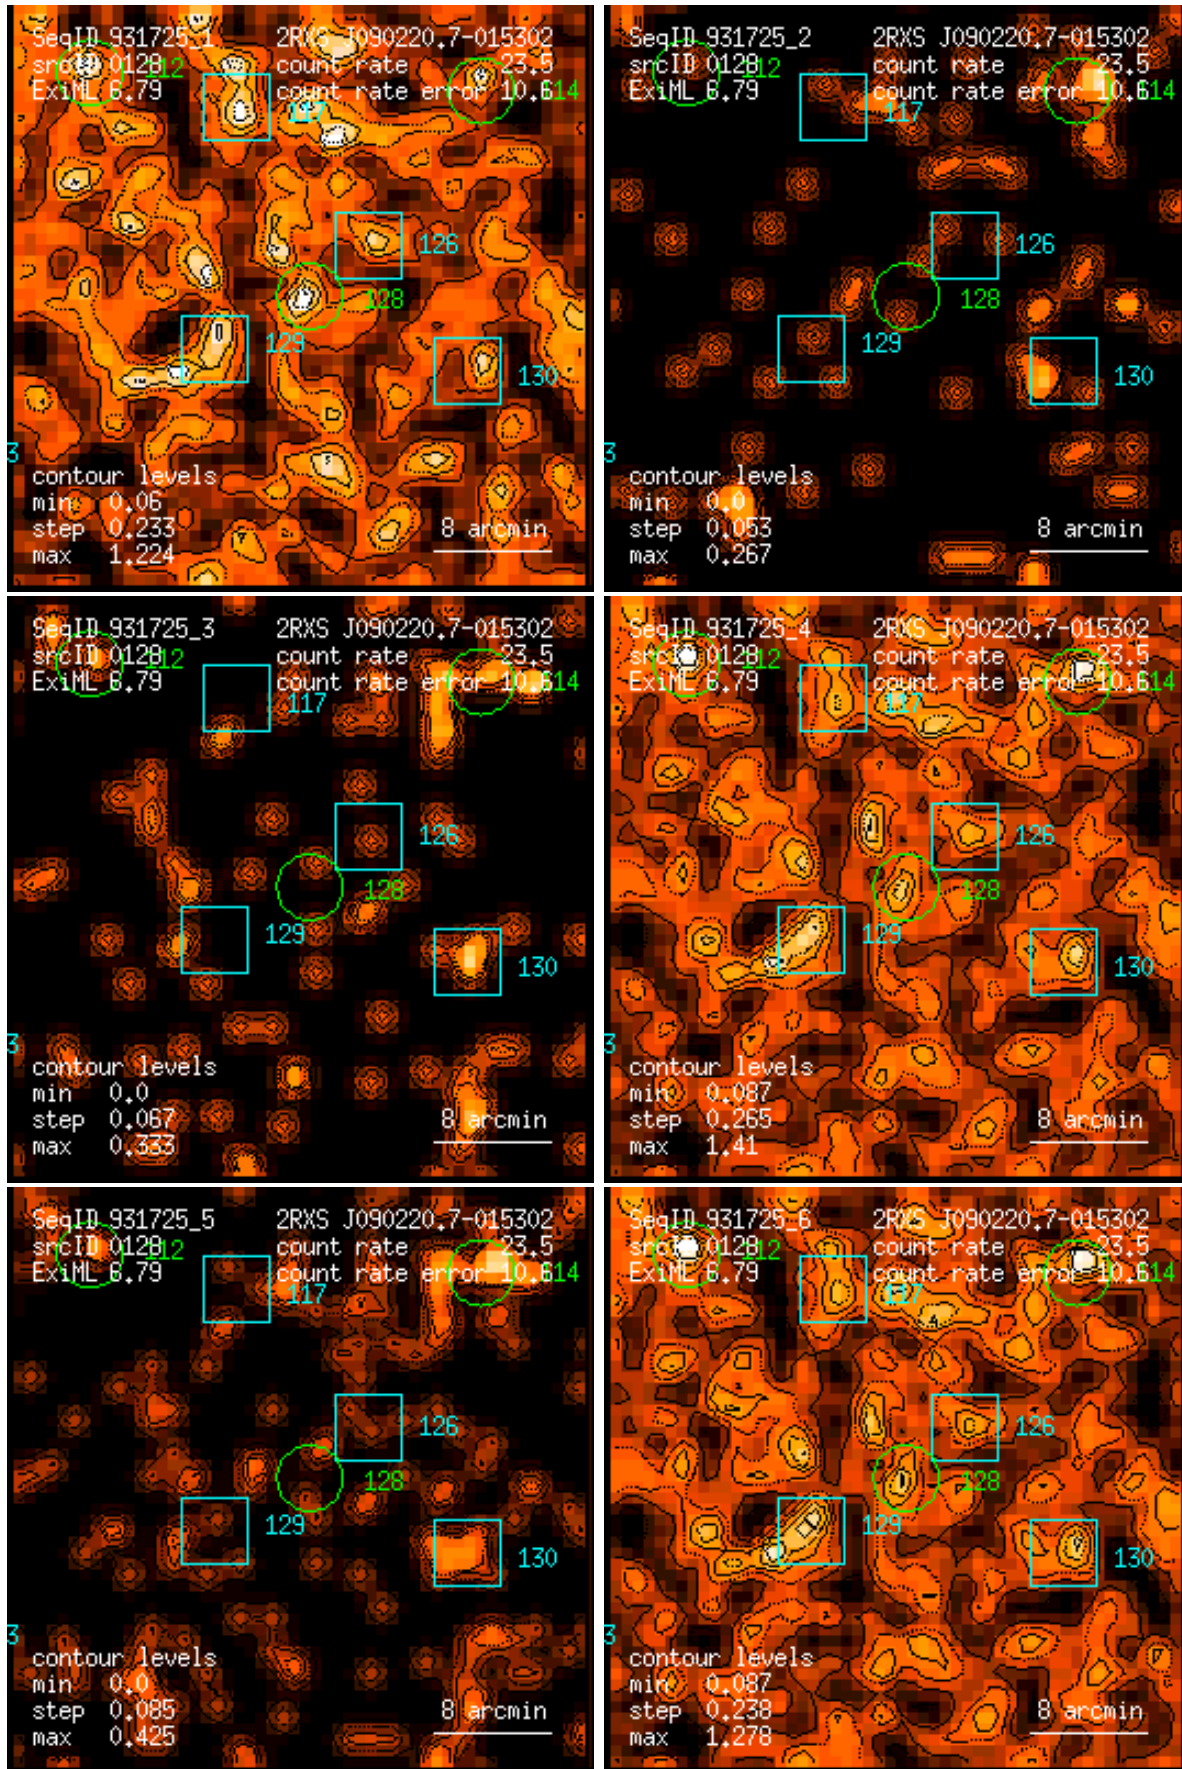 SeqID 931725_1 2RXS J090220.7-015302
srcID 0128 112 count rate 23.5
ExiML 6.79 count rate error 10.6 114
117
126
128
129
130
3
contour levels
min 0.06
step 0.233 8 arcmin
max 1.224
SeqID 931725_2 2RXS J090220.7-015302
srcID 0128 112 count rate 23.5
ExiML 6.79 count rate error 10.6 114
117
126
128
129
130
3
contour levels
min 0.0
step 0.053 8 arcmin
max 0.267
SeqID 931725_3 2RXS J090220.7-015302
srcID 0128 112 count rate 23.5
ExiML 6.79 count rate error 10.6 114
117
126
128
129
130
3
contour levels
min 0.0
step 0.067 8 arcmin
max 0.333
SeqID 931725_4 2RXS J090220.7-015302
srcID 0128 112 count rate 23.5
ExiML 6.79 count rate error 10.6 114
117
126
128
129
130
3
contour levels
min 0.087
step 0.265 8 arcmin
max 1.41
SeqID 931725_5 2RXS J090220.7-015302
srcID 0128 112 count rate 23.5
ExiML 6.79 count rate error 10.6 114
117
126
128
129
130
3
contour levels
min 0.0
step 0.085 8 arcmin
max 0.425
SeqID 931725_6 2RXS J090220.7-015302
srcID 0128 112 count rate 23.5
ExiML 6.79 count rate error 10.6 114
117
126
128
129
130
3
contour levels
min 0.087
step 0.238 8 arcmin
max 1.278